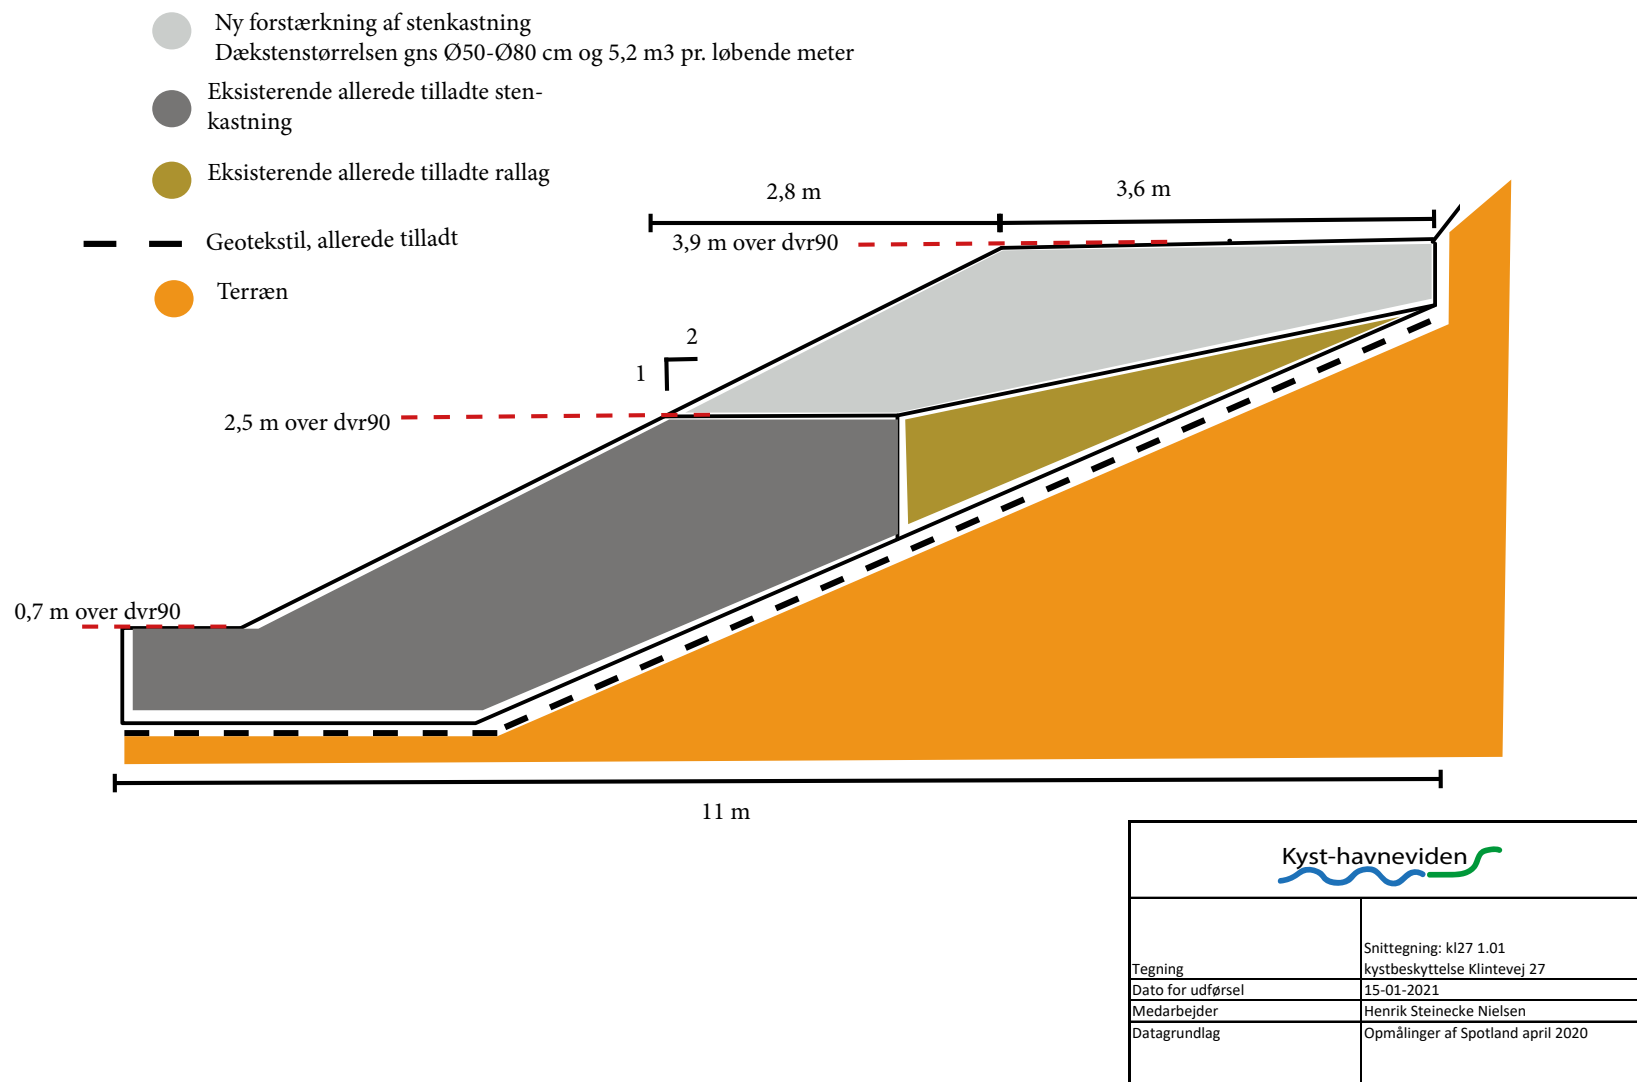 Ny forstærkning af stenkastning
Dækstenstørrelsen gns Ø50-Ø80 cm og 5,2 m3 pr. løbende meter
Eksisterende allerede tilladte sten-
kastning
Eksisterende allerede tilladte rallag
Geotekstil, allerede tilladt
Terræn
2,8 m
3,6 m
3,9 m over dvr90
2
1
2,5 m over dvr90
0,7 m over dvr90
11 m
Kyst-havneviden
Snittegning: kl27 1.01
Tegning kystbeskyttelse Klintevej 27
Dato for udførsel 15-01-2021
Medarbejder Henrik Steinecke Nielsen
Datagrundlag Opmålinger af Spotland april 2020